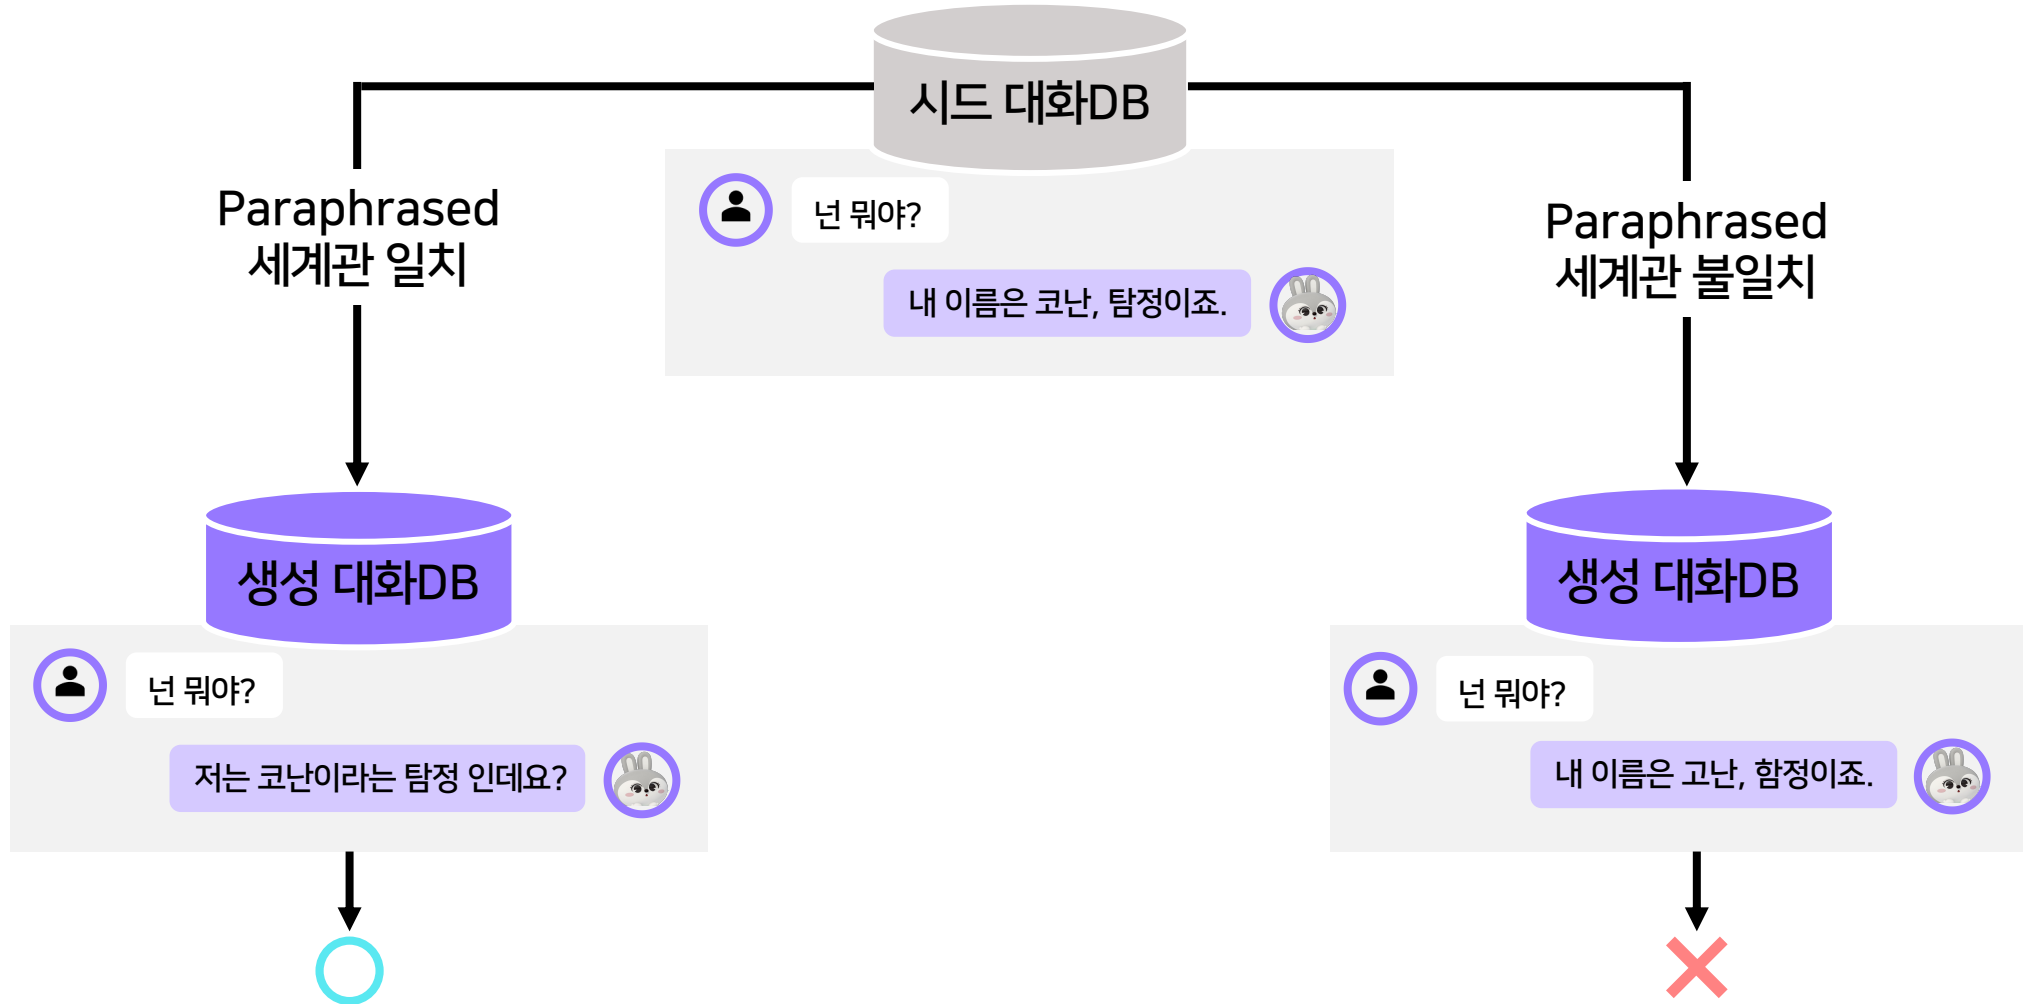 시드 대화DB
넌 뭐야?
내 이름은 코난, 탐정이죠.
Paraphrased
세계관 일치
Paraphrased
세계관 불일치
생성 대화DB
넌 뭐야?
저는 코난이라는 탐정 인데요?
생성 대화DB
넌 뭐야?
내 이름은 고난, 함정이죠.